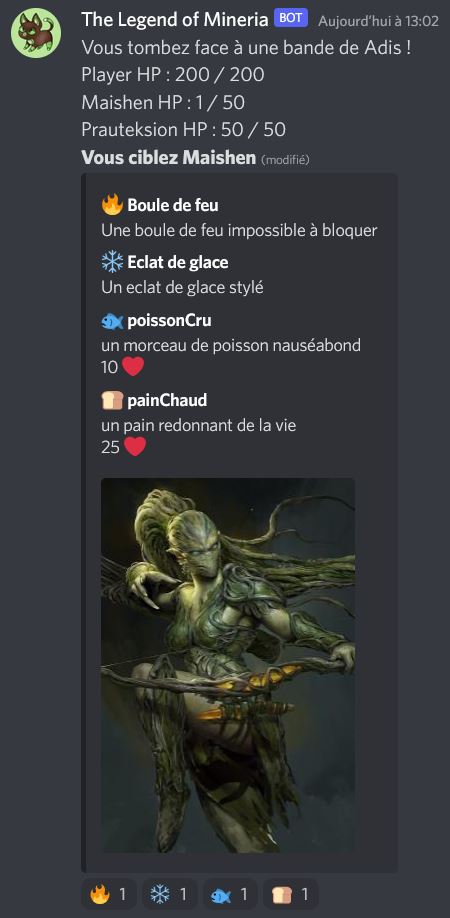 The Legend of Mineria BOT Aujourd'hui à 13:02
Vous tombez face à une bande de Adis !
Player HP : 200 / 200
Maishen HP : 1 / 50
Prauteksion HP : 50 / 50
Vous ciblez Maishen (modifié)
🔥 Boule de feu
Une boule de feu impossible à bloquer
❄️ Eclat de glace
Un eclat de glace stylé
🐟 poissonCru
un morceau de poisson nauséabond
10 ❤️
🍞 painChaud
un pain redonnant de la vie
25 ❤️
🔥 1 ❄️ 1 🐟 1 🍞 1